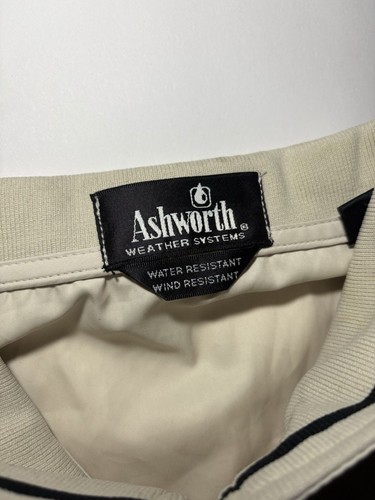 Ashworth®
WEATHER SYSTEMS
WATER RESISTANT
WIND RESISTANT